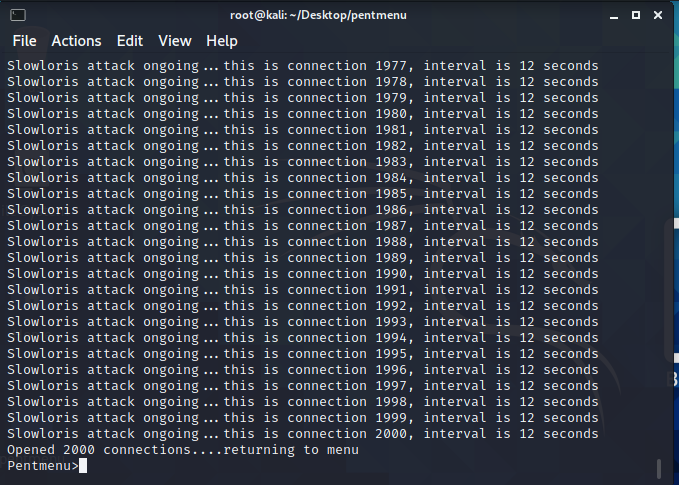 root@kali: ~/Desktop/pentmenu
File Actions Edit View Help
Slowloris attack ongoing...this is connection 1977, interval is 12 seconds
Slowloris attack ongoing...this is connection 1978, interval is 12 seconds
Slowloris attack ongoing...this is connection 1979, interval is 12 seconds
Slowloris attack ongoing...this is connection 1980, interval is 12 seconds
Slowloris attack ongoing...this is connection 1981, interval is 12 seconds
Slowloris attack ongoing...this is connection 1982, interval is 12 seconds
Slowloris attack ongoing...this is connection 1983, interval is 12 seconds
Slowloris attack ongoing...this is connection 1984, interval is 12 seconds
Slowloris attack ongoing...this is connection 1985, interval is 12 seconds
Slowloris attack ongoing...this is connection 1986, interval is 12 seconds
Slowloris attack ongoing...this is connection 1987, interval is 12 seconds
Slowloris attack ongoing...this is connection 1988, interval is 12 seconds
Slowloris attack ongoing...this is connection 1989, interval is 12 seconds
Slowloris attack ongoing...this is connection 1990, interval is 12 seconds
Slowloris attack ongoing...this is connection 1991, interval is 12 seconds
Slowloris attack ongoing...this is connection 1992, interval is 12 seconds
Slowloris attack ongoing...this is connection 1993, interval is 12 seconds
Slowloris attack ongoing...this is connection 1994, interval is 12 seconds
Slowloris attack ongoing...this is connection 1995, interval is 12 seconds
Slowloris attack ongoing...this is connection 1996, interval is 12 seconds
Slowloris attack ongoing...this is connection 1997, interval is 12 seconds
Slowloris attack ongoing...this is connection 1998, interval is 12 seconds
Slowloris attack ongoing...this is connection 1999, interval is 12 seconds
Slowloris attack ongoing...this is connection 2000, interval is 12 seconds
Opened 2000 connections....returning to menu
Pentmenu>